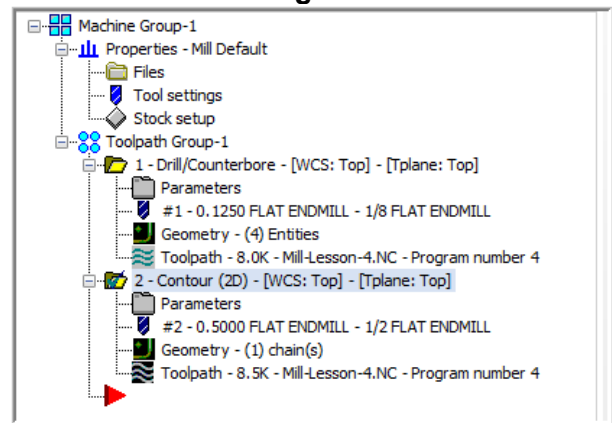 Machine Group-1
Properties - Mill Default
Files
Tool settings
Stock setup
Toolpath Group-1
1 - Drill/Counterbore - [WCS: Top] - [Tplane: Top]
Parameters
#1 - 0.1250 FLAT ENDMILL - 1/8 FLAT ENDMILL
Geometry - (4) Entities
Toolpath - 8.0K - Mill-Lesson-4.NC - Program number 4
2 - Contour (2D) - [WCS: Top] - [Tplane: Top]
Parameters
#2 - 0.5000 FLAT ENDMILL - 1/2 FLAT ENDMILL
Geometry - (1) chain(s)
Toolpath - 8.5K - Mill-Lesson-4.NC - Program number 4